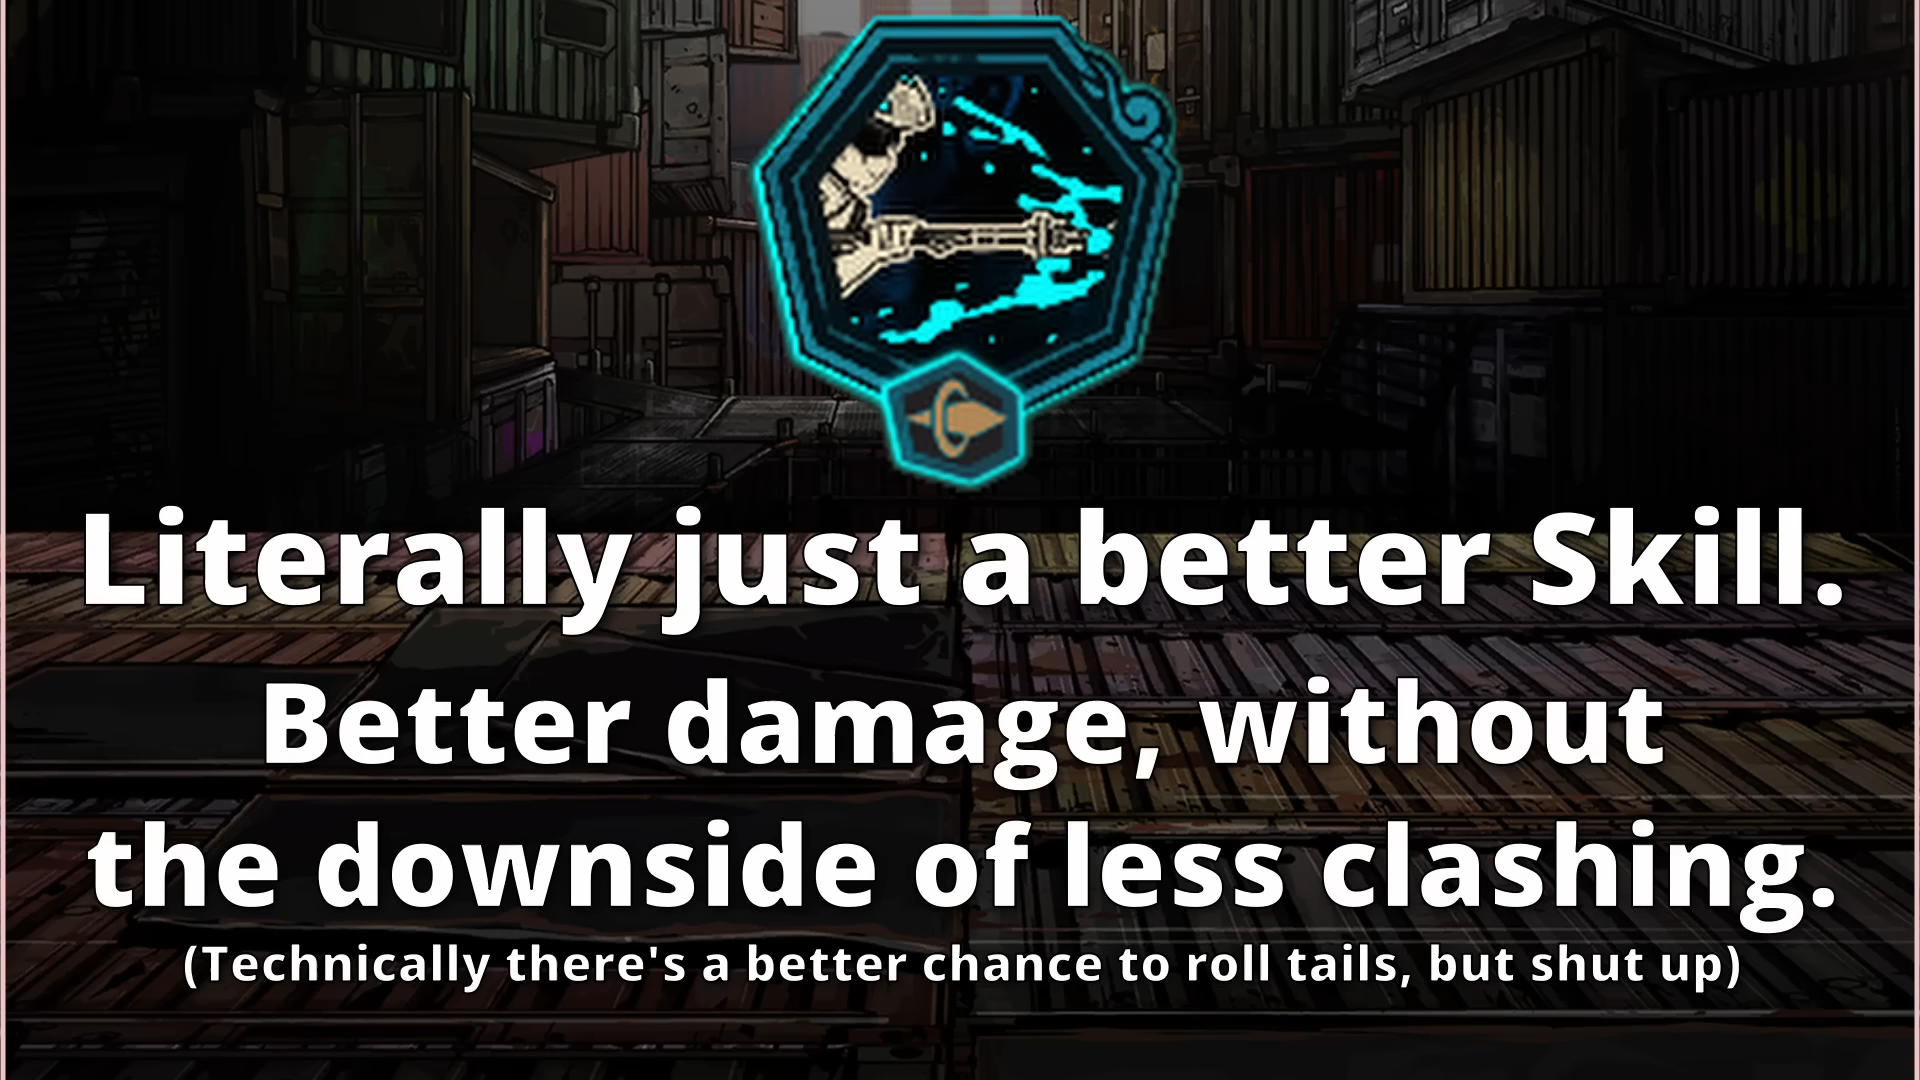 Literally just a better Skill.
Better damage, without
the downside of less clashing.
(Technically there's a better chance to roll tails, but shut up)